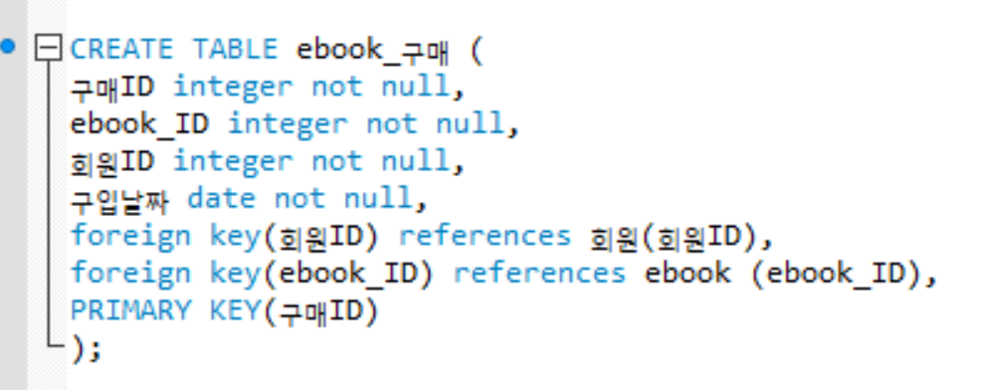 CREATE TABLE ebook_구매 (
구매ID integer not null,
ebook_ID integer not null,
회원ID integer not null,
구입날짜 date not null,
foreign key(회원ID) references 회원(회원ID),
foreign key(ebook_ID) references ebook (ebook_ID),
PRIMARY KEY(구매ID)
);